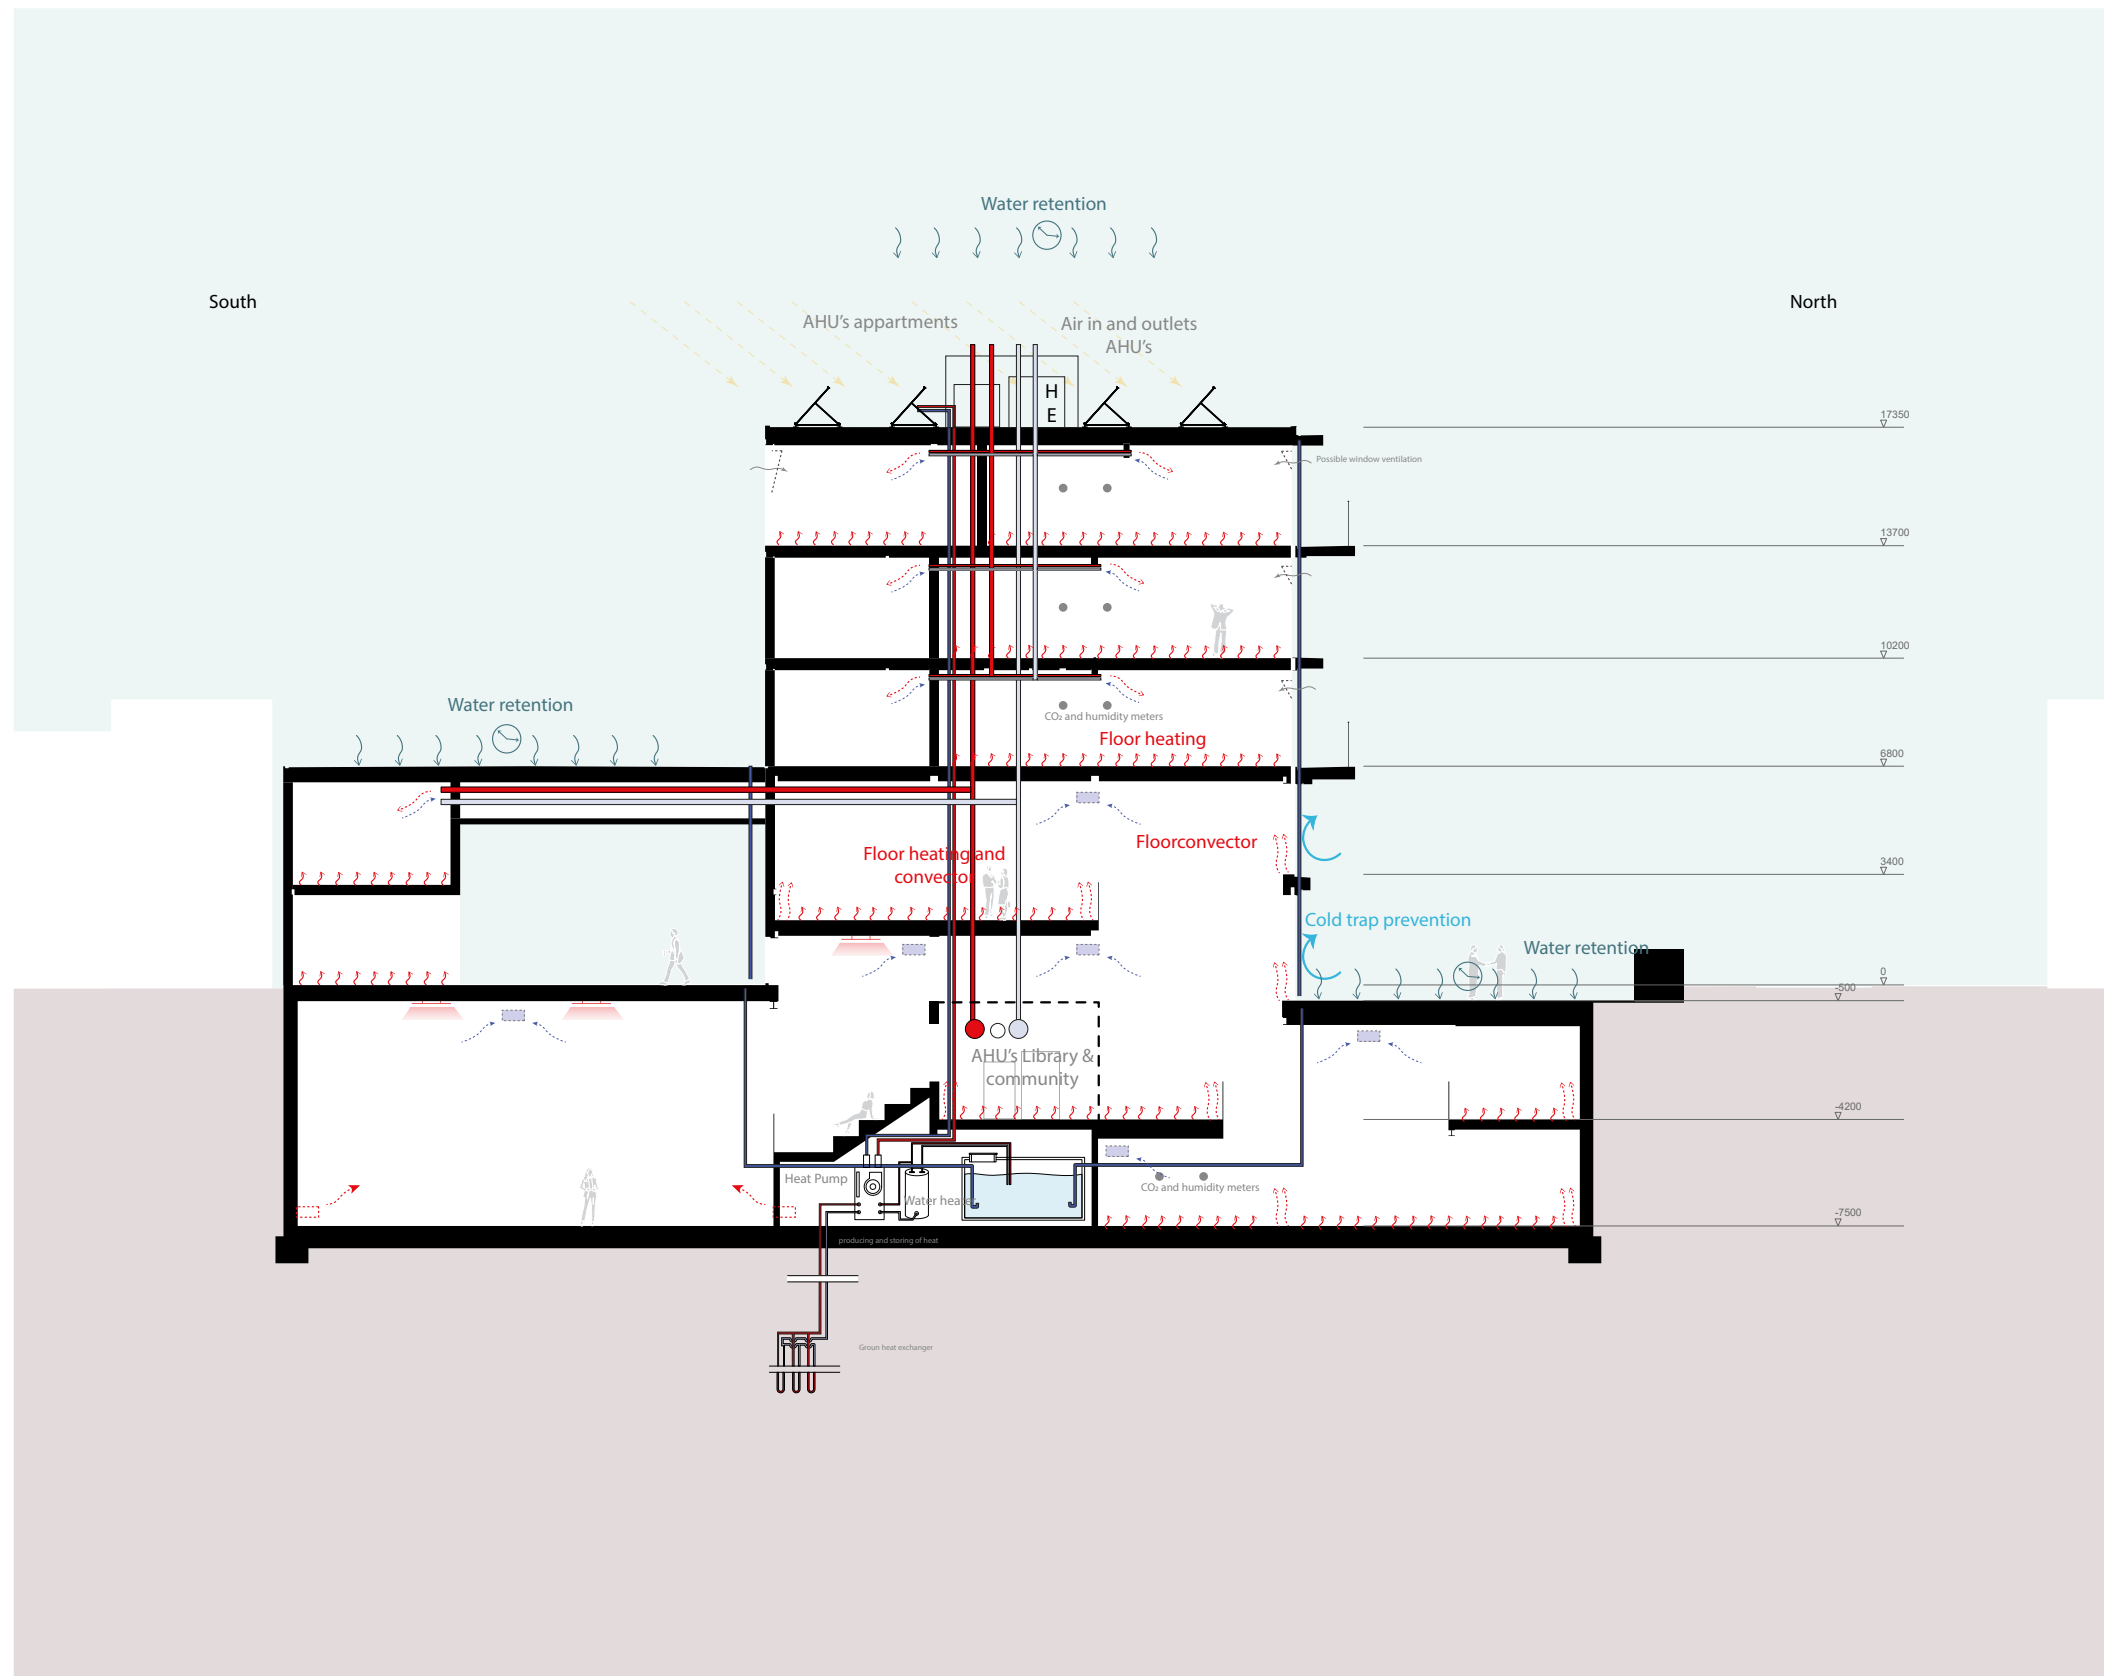 Water retention
South
North
AHU's appartments
Air in and outlets
AHU's
H
E
17350
Possible window ventilation
13700
10200
Water retention
CO₂ and humidity meters
Floor heating
6800
Floorconvector
Floor heating and
convector
3400
Cold trap prevention
Water retention
0
-500
AHU's Library &
community
-4200
Heat Pump
CO₂ and humidity meters
Water heater
-7500
producing and storing of heat
Groun heat exchanger